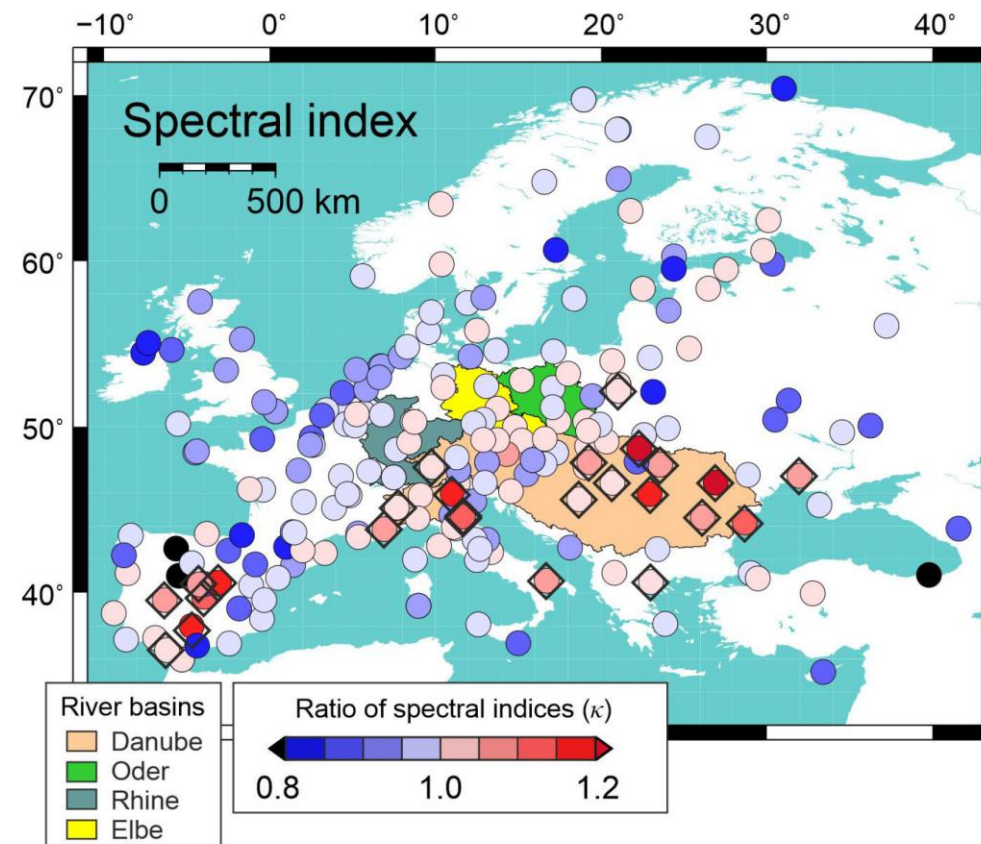 −10° 0° 10° 20° 30° 40°
70°
60°
50°
40°
Spectral index
0 500 km
River basins
Danube
Oder
Rhine
Elbe
Ratio of spectral indices (κ)
0.8 1.0 1.2